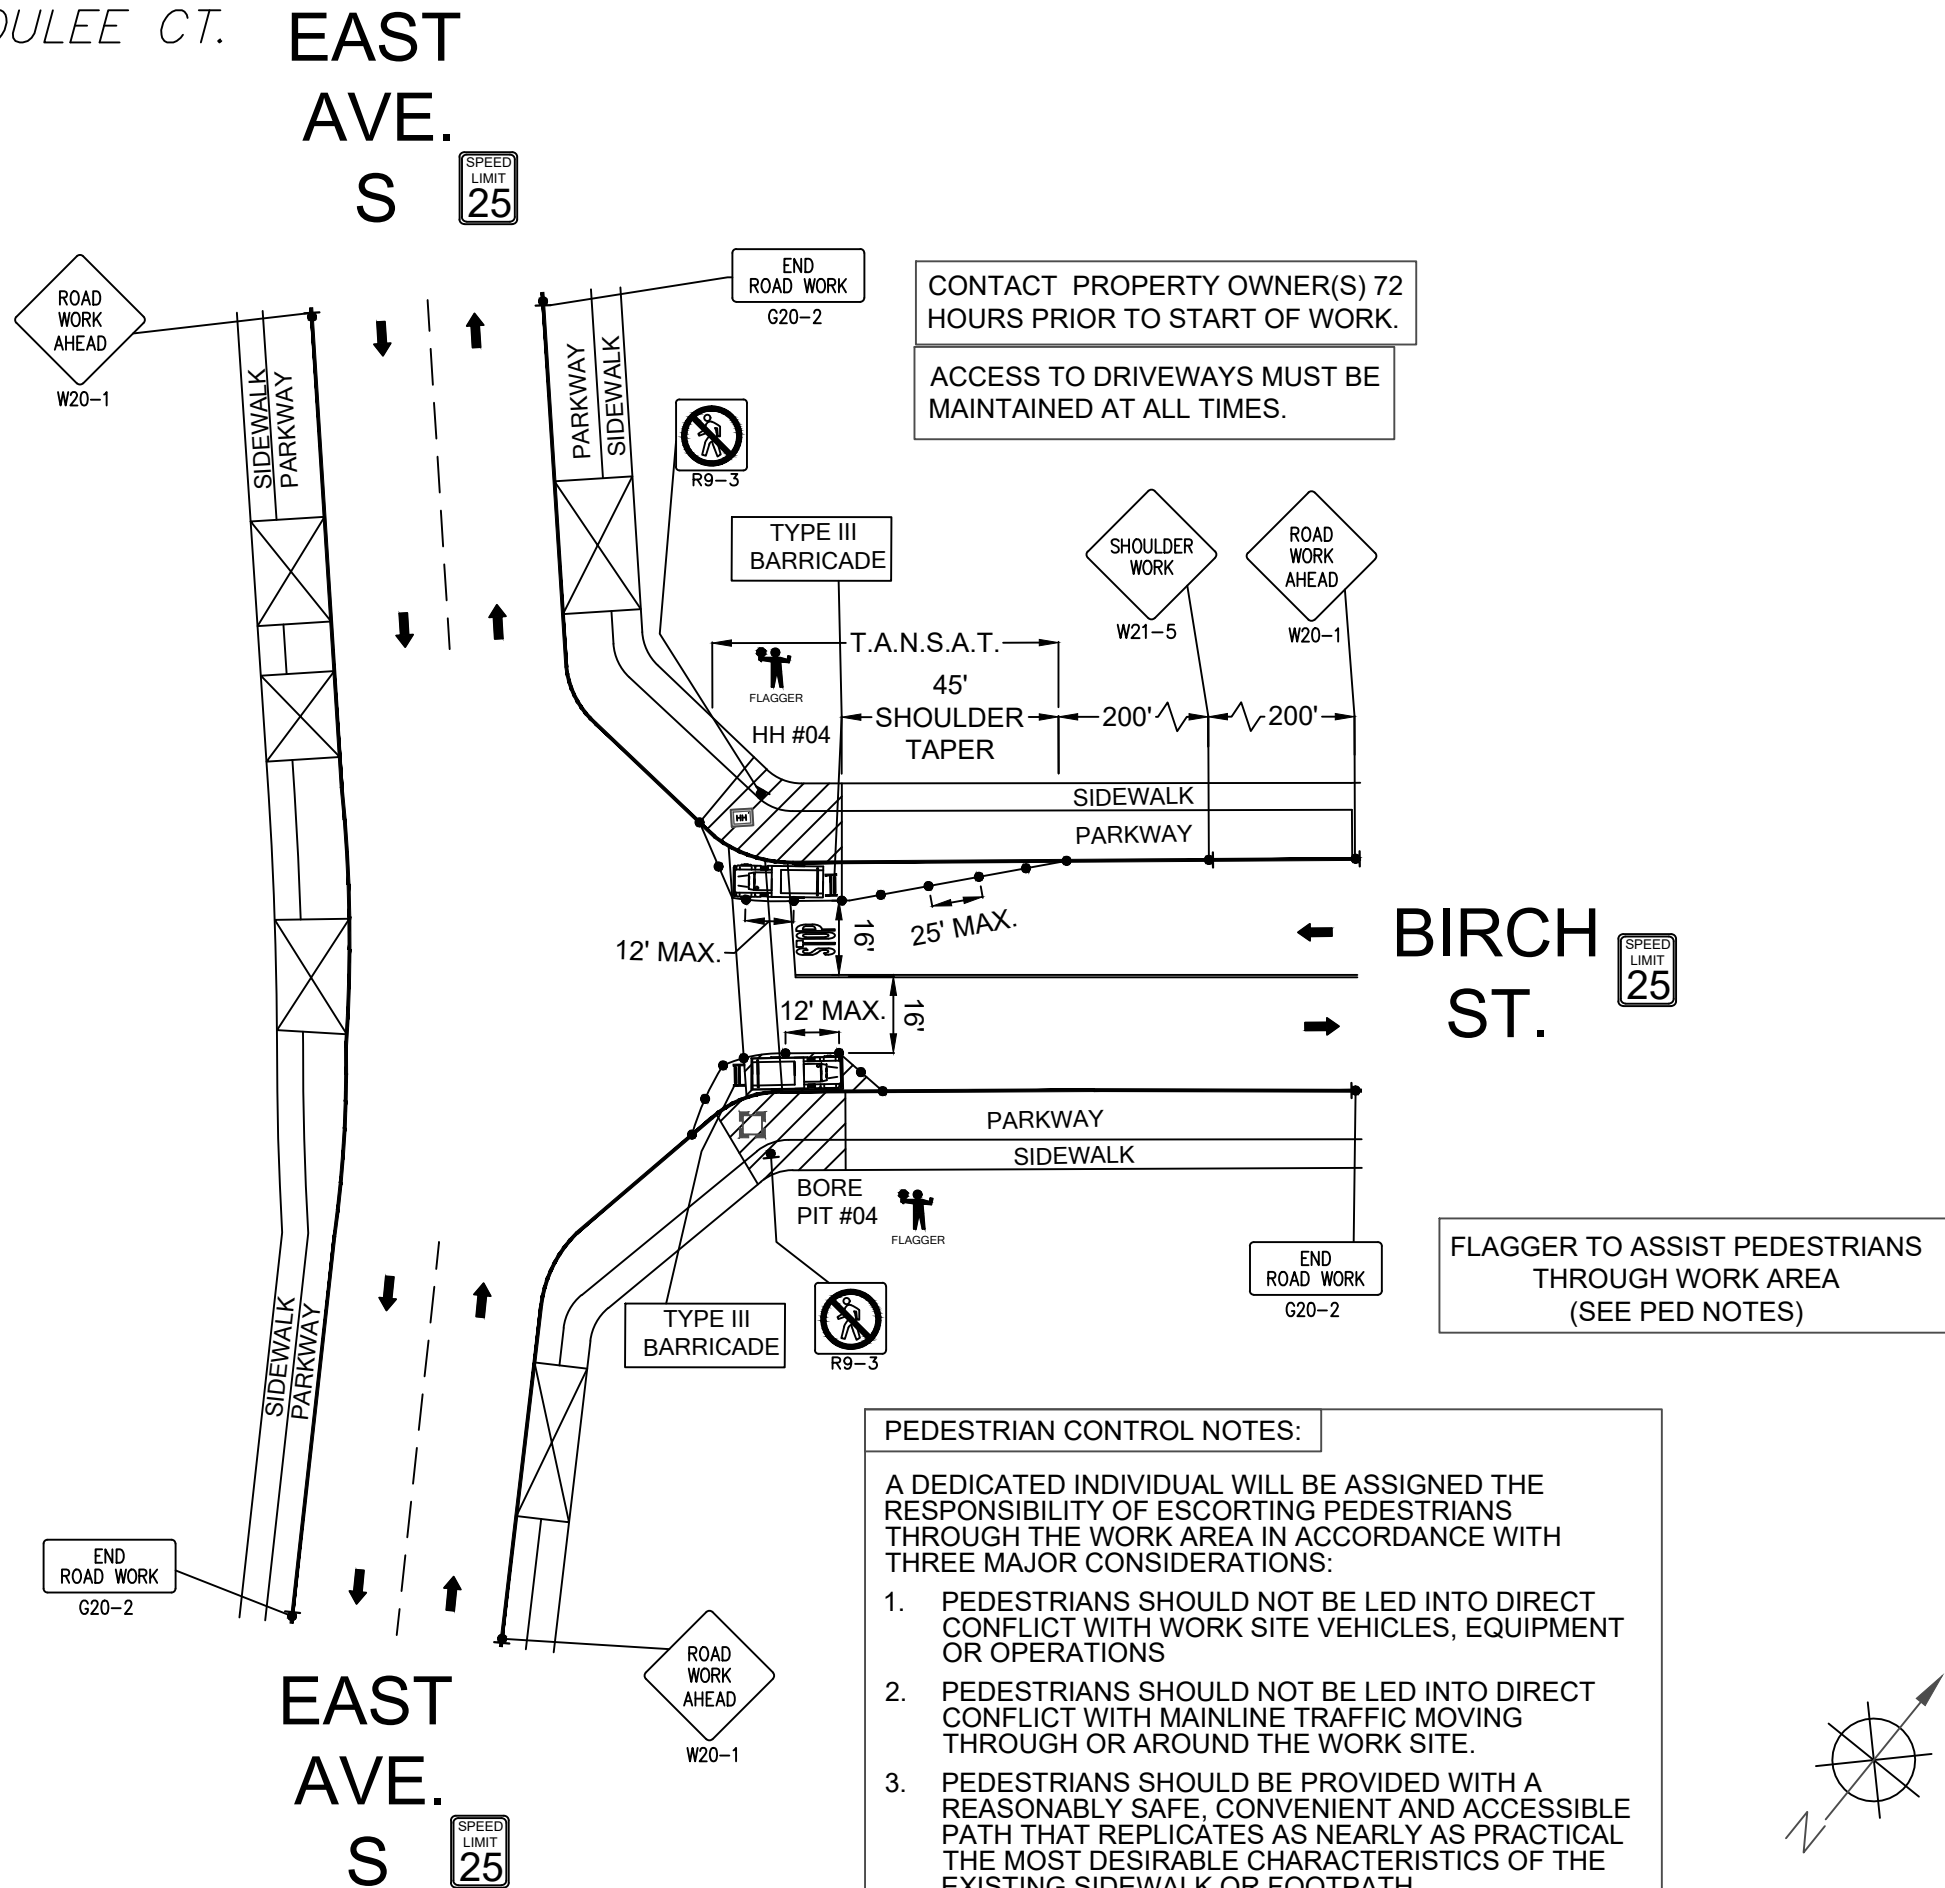 OULEE CT.
EAST
AVE.
S
SPEED
LIMIT
25
ROAD
WORK
AHEAD
W20-1
END
ROAD WORK
G20-2
CONTACT PROPERTY OWNER(S) 72
HOURS PRIOR TO START OF WORK.
ACCESS TO DRIVEWAYS MUST BE
MAINTAINED AT ALL TIMES.
SIDEWALK
PARKWAY
PARKWAY
SIDEWALK
R9-3
TYPE III
BARRICADE
SHOULDER
WORK
W21-5
ROAD
WORK
AHEAD
W20-1
T.A.N.S.A.T.
FLAGGER
HH #04
45'
SHOULDER
TAPER
200'
200'
SIDEWALK
PARKWAY
HH
STOP
16'
25' MAX.
12' MAX.
BIRCH
ST.
SPEED
LIMIT
25
12' MAX.
16'
PARKWAY
SIDEWALK
BORE
PIT #04
FLAGGER
END
ROAD WORK
G20-2
FLAGGER TO ASSIST PEDESTRIANS
THROUGH WORK AREA
(SEE PED NOTES)
TYPE III
BARRICADE
R9-3
SIDEWALK
PARKWAY
END
ROAD WORK
G20-2
ROAD
WORK
AHEAD
W20-1
EAST
AVE.
S
SPEED
LIMIT
25
PEDESTRIAN CONTROL NOTES:
A DEDICATED INDIVIDUAL WILL BE ASSIGNED THE
RESPONSIBILITY OF ESCORTING PEDESTRIANS
THROUGH THE WORK AREA IN ACCORDANCE WITH
THREE MAJOR CONSIDERATIONS:
1. PEDESTRIANS SHOULD NOT BE LED INTO DIRECT
CONFLICT WITH WORK SITE VEHICLES, EQUIPMENT
OR OPERATIONS
2. PEDESTRIANS SHOULD NOT BE LED INTO DIRECT
CONFLICT WITH MAINLINE TRAFFIC MOVING
THROUGH OR AROUND THE WORK SITE.
3. PEDESTRIANS SHOULD BE PROVIDED WITH A
REASONABLY SAFE, CONVENIENT AND ACCESSIBLE
PATH THAT REPLICATES AS NEARLY AS PRACTICAL
THE MOST DESIRABLE CHARACTERISTICS OF THE
EXISTING SIDEWALK OR FOOTPATH
N